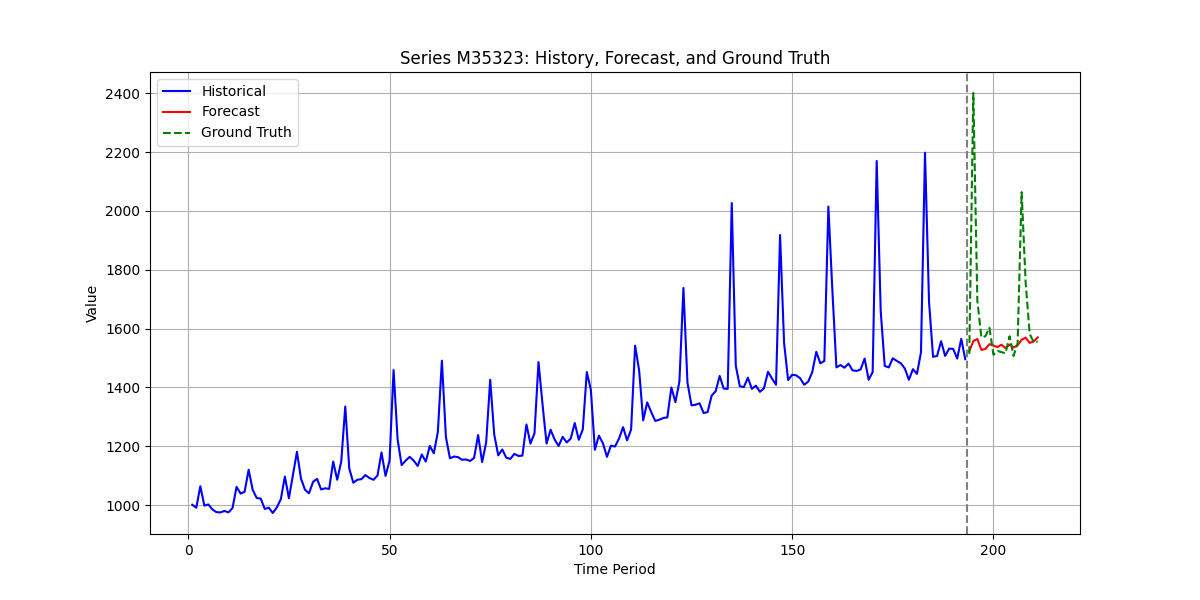 Series M35323: History, Forecast, and Ground Truth
Historical
Forecast
Ground Truth
2400
2200
2000
1800
1600
1400
1200
1000
Value
0
50
100
150
200
Time Period